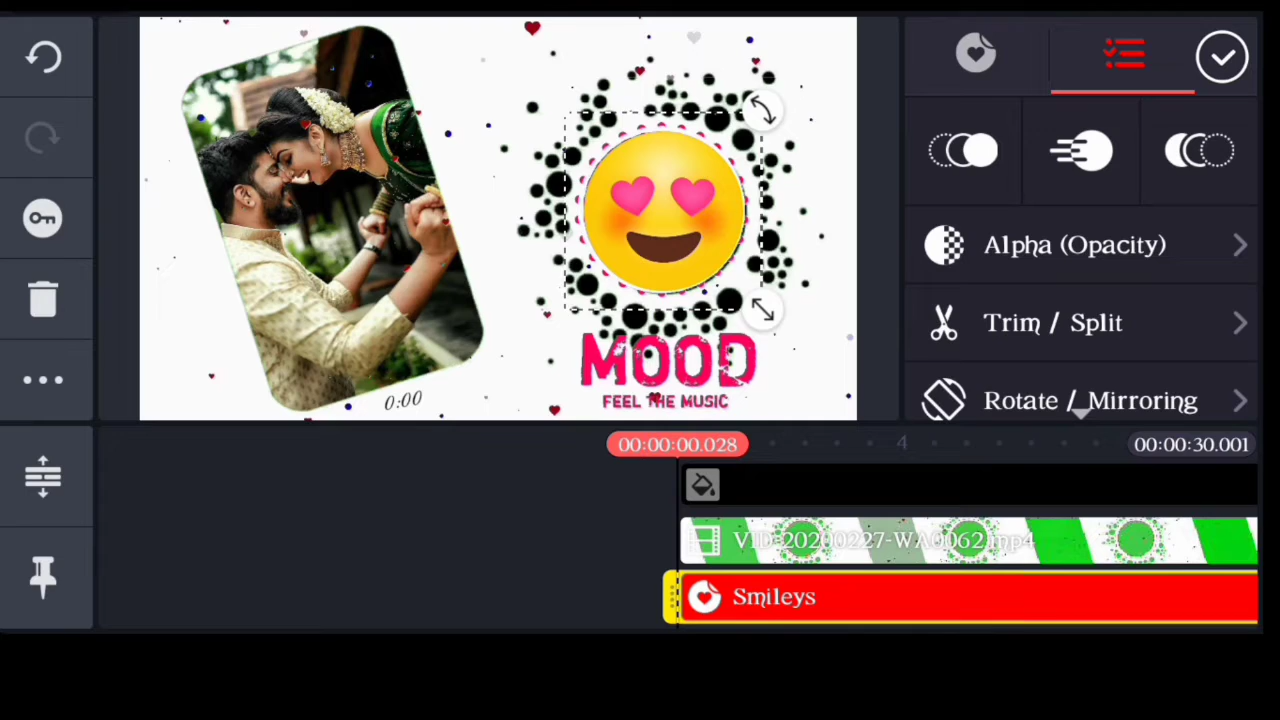 0:00
MOOD
FEEL THE MUSIC
Alpha (Opacity)
Trim / Split
Rotate / Mirroring
00:00:00.028
4
00:00:30.001
VID-20200227-WA0062.mp4
Smileys